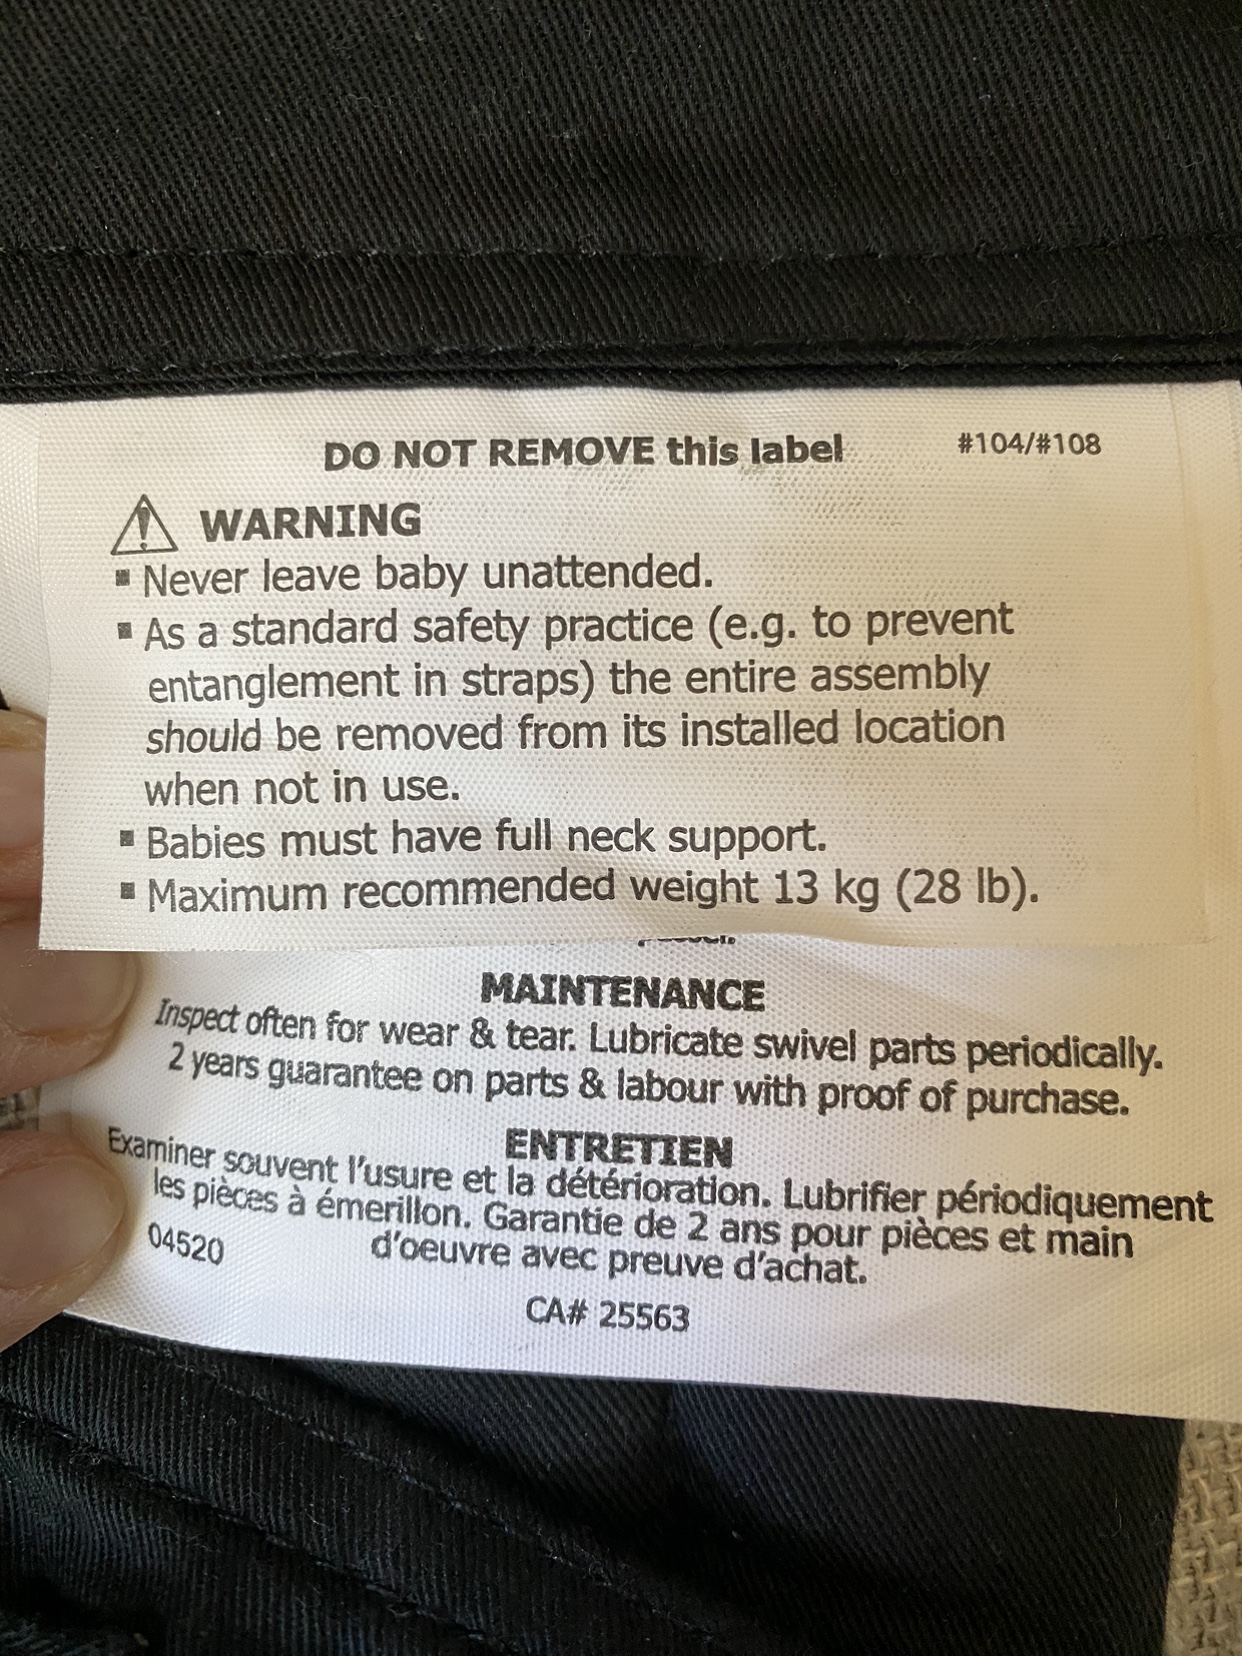 DO NOT REMOVE this label #104/#108
⚠ WARNING
▪ Never leave baby unattended.
▪ As a standard safety practice (e.g. to prevent
entanglement in straps) the entire assembly
should be removed from its installed location
when not in use.
▪ Babies must have full neck support.
▪ Maximum recommended weight 13 kg (28 lb).
MAINTENANCE
Inspect often for wear & tear. Lubricate swivel parts periodically.
2 years guarantee on parts & labour with proof of purchase.
ENTRETIEN
Examiner souvent l'usure et la détérioration. Lubrifier périodiquement
les pièces à émerillon. Garantie de 2 ans pour pièces et main
d'oeuvre avec preuve d'achat.
04520
CA# 25563